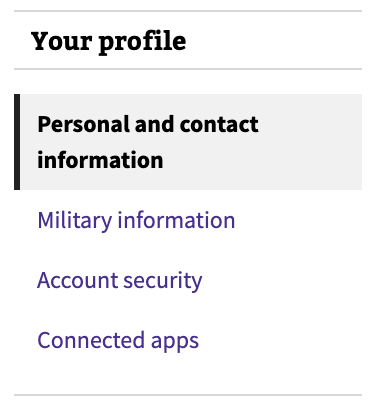 Your profile
Personal and contact
information
Military information
Account security
Connected apps